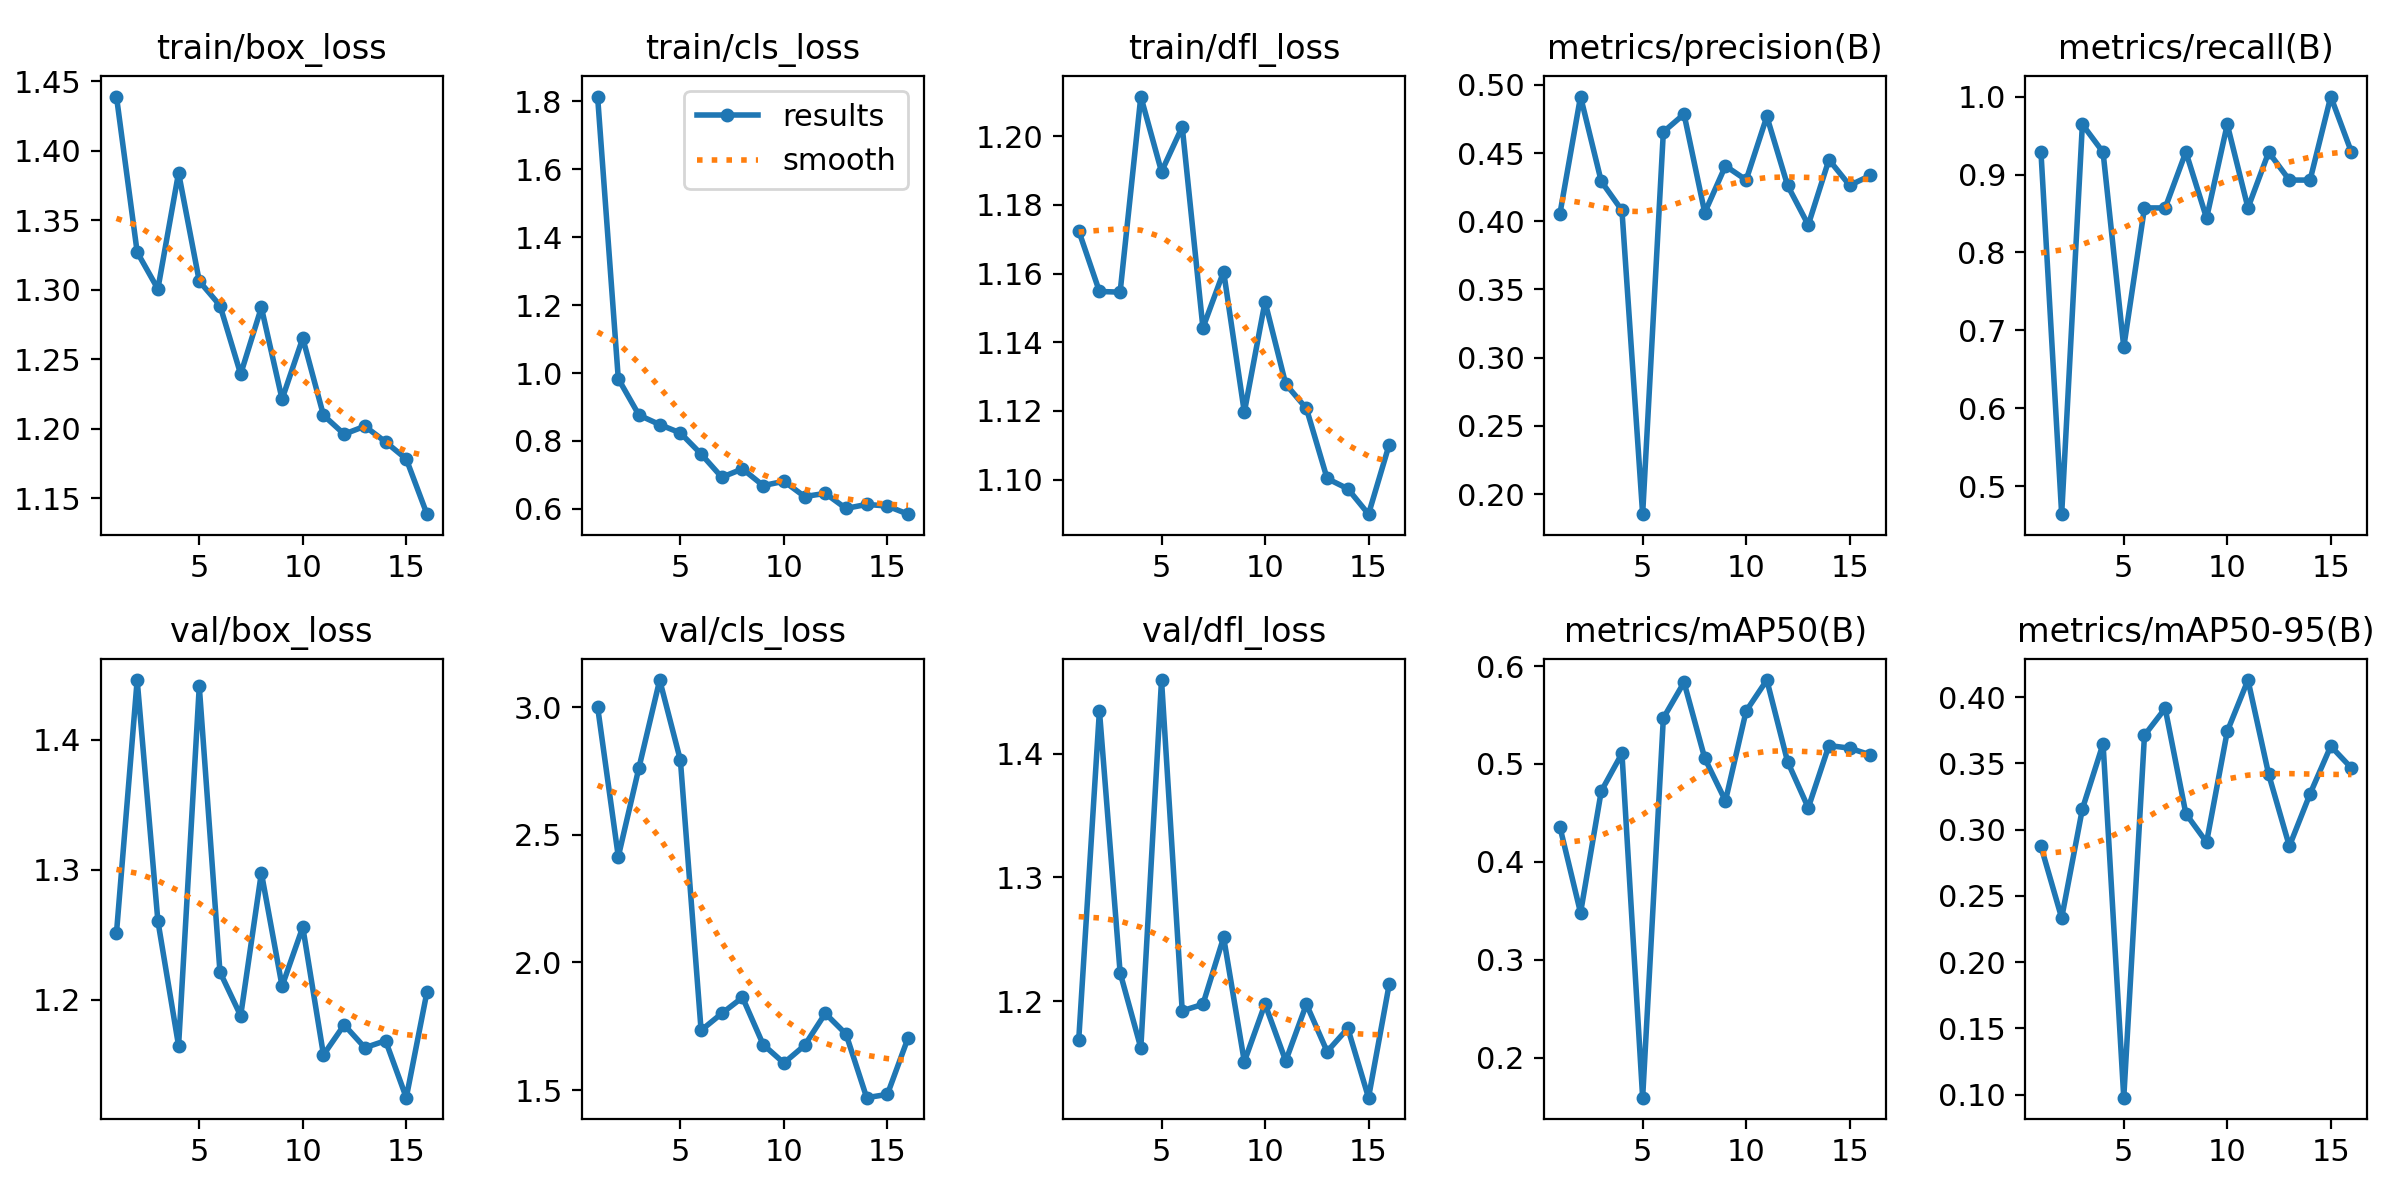 train/box_loss
1.45
1.40
1.35
1.30
1.25
1.20
1.15
5 10 15
train/cls_loss
results
smooth
1.8
1.6
1.4
1.2
1.0
0.8
0.6
5 10 15
train/dfl_loss
1.20
1.18
1.16
1.14
1.12
1.10
5 10 15
metrics/precision(B)
0.50
0.45
0.40
0.35
0.30
0.25
0.20
5 10 15
metrics/recall(B)
1.0
0.9
0.8
0.7
0.6
0.5
5 10 15
val/box_loss
1.4
1.3
1.2
5 10 15
val/cls_loss
3.0
2.5
2.0
1.5
5 10 15
val/dfl_loss
1.4
1.3
1.2
5 10 15
metrics/mAP50(B)
0.6
0.5
0.4
0.3
0.2
5 10 15
metrics/mAP50-95(B)
0.40
0.35
0.30
0.25
0.20
0.15
0.10
5 10 15